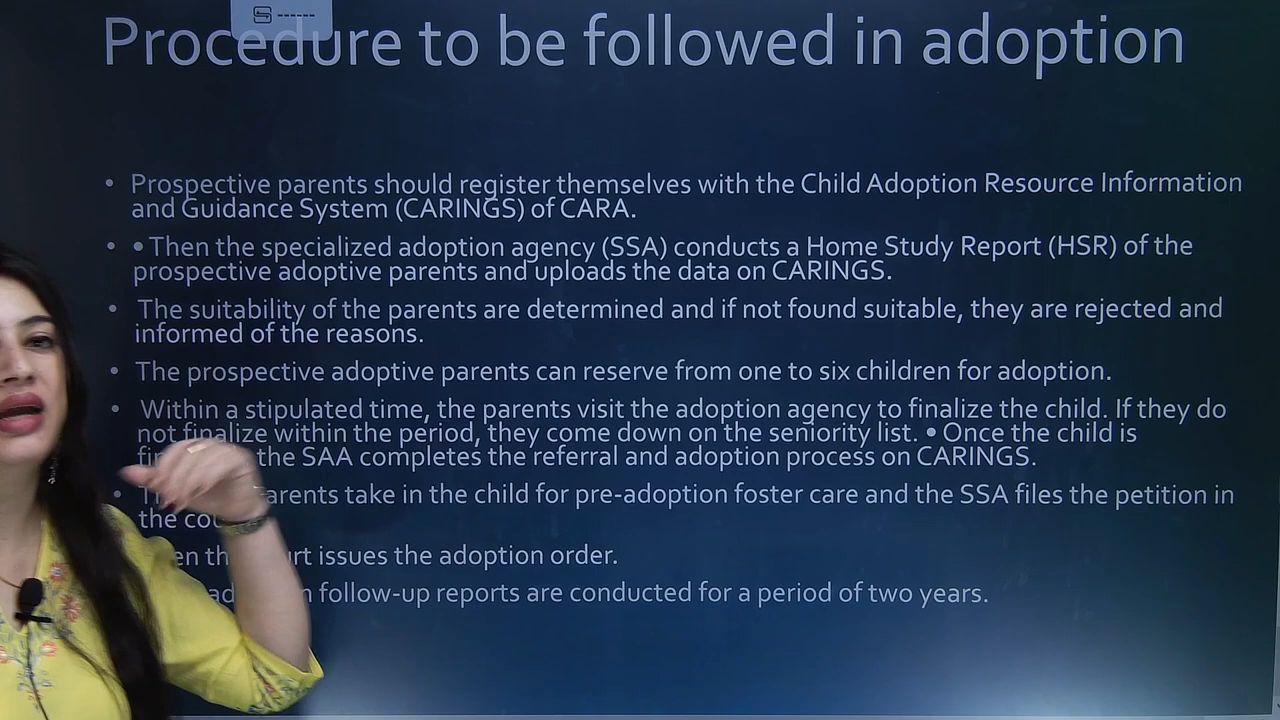 Procedure to be followed in adoption
• Prospective parents should register themselves with the Child Adoption Resource Information
and Guidance System (CARINGS) of CARA.
• • Then the specialized adoption agency (SSA) conducts a Home Study Report (HSR) of the
prospective adoptive parents and uploads the data on CARINGS.
• The suitability of the parents are determined and if not found suitable, they are rejected and
informed of the reasons.
• The prospective adoptive parents can reserve from one to six children for adoption.
• Within a stipulated time, the parents visit the adoption agency to finalize the child. If they do
not finalize within the period, they come down on the seniority list. • Once the child is
the SAA completes the referral and adoption process on CARINGS.
• parents take in the child for pre-adoption foster care and the SSA files the petition in
the
issues the adoption order.
follow-up reports are conducted for a period of two years.